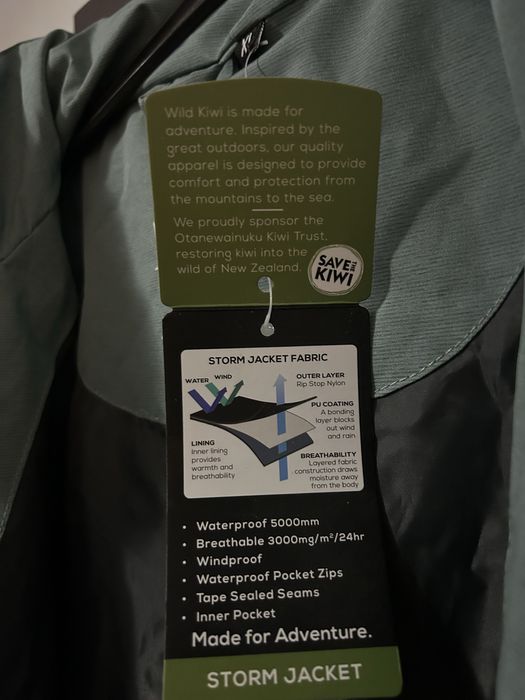 Wild Kiwi is made for
adventure. Inspired by the
great outdoors, our quality
apparel is designed to provide
comfort and protection from
the mountains to the sea.
We proudly sponsor the
Otanewainuku Kiwi Trust,
restoring kiwi into the
wild of New Zealand.
SAVE THE
KIWI
STORM JACKET FABRIC
WATER
WIND
OUTER LAYER
Rip Stop Nylon
PU COATING
A bonding
layer blocks
out wind
and rain
LINING
Inner lining
provides
warmth and
breathability
BREATHABILITY
Layered fabric
construction draws
moisture away
from the body
• Waterproof 5000mm
• Breathable 3000mg/m²/24hr
• Windproof
• Waterproof Pocket Zips
• Tape Sealed Seams
• Inner Pocket
Made for Adventure.
STORM JACKET